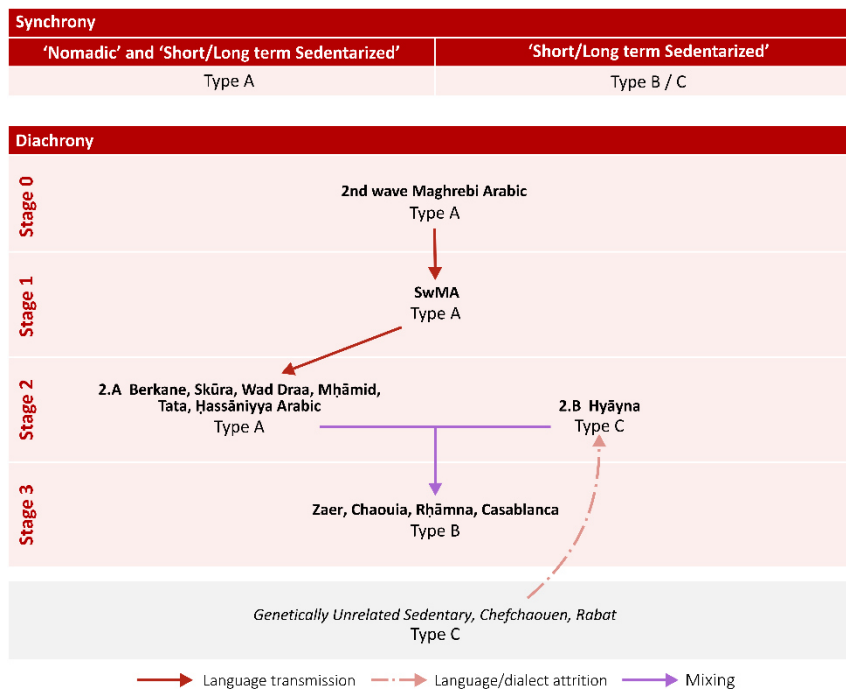 Synchrony
‘Nomadic’ and ‘Short/Long term Sedentarized’
‘Short/Long term Sedentarized’
Type A
Type B / C
Diachrony
Stage 0
2nd wave Maghrebi Arabic
Type A
Stage 1
SwMA
Type A
Stage 2
2.A Berkane, Skūra, Wad Draa, Mḥāmid,
Tata, Ḥassāniyya Arabic
Type A
2.B Hyāyna
Type C
Stage 3
Zaer, Chaouia, Rḥāmna, Casablanca
Type B
Genetically Unrelated Sedentary, Chefchaouen, Rabat
Type C
Language transmission
Language/dialect attrition
Mixing